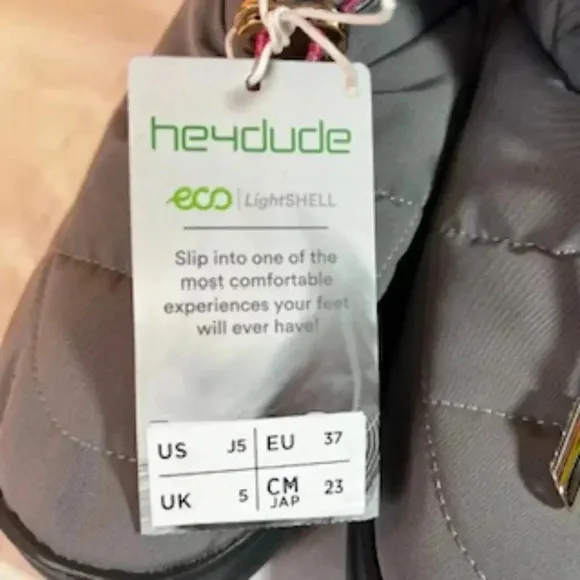 heydude
eco | LightSHELL
Slip into one of the
most comfortable
experiences your feet
will ever have!
US J5 EU 37
UK 5 CM JAP 23